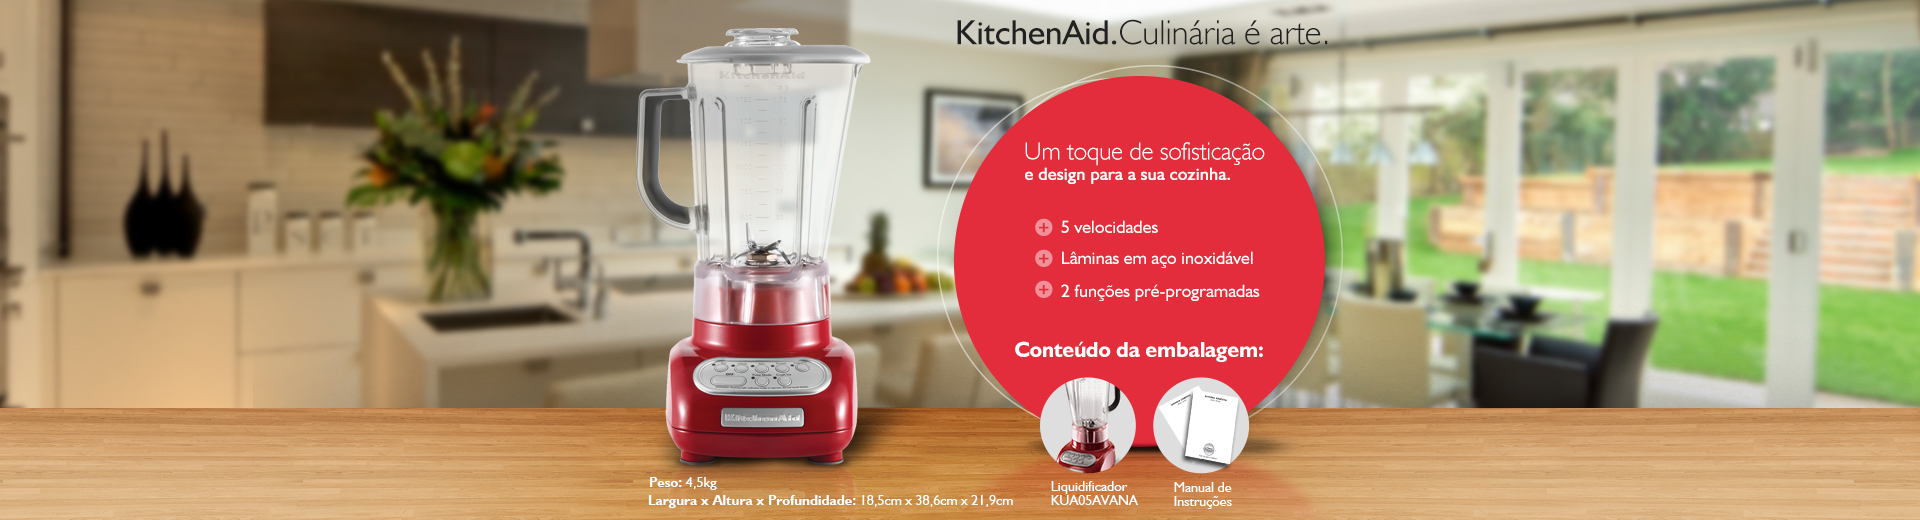 KitchenAid. Culinária é arte.
KitchenAid
Um toque de sofisticação
e design para a sua cozinha.
5 velocidades
Lâminas em aço inoxidável
2 funções pré-programadas
Conteúdo da embalagem:
KitchenAid
Peso: 4,5kg
Largura x Altura x Profundidade: 18,5cm x 38,6cm x 21,9cm
Liquidificador
KUA05AVANA
Manual de
Instruções